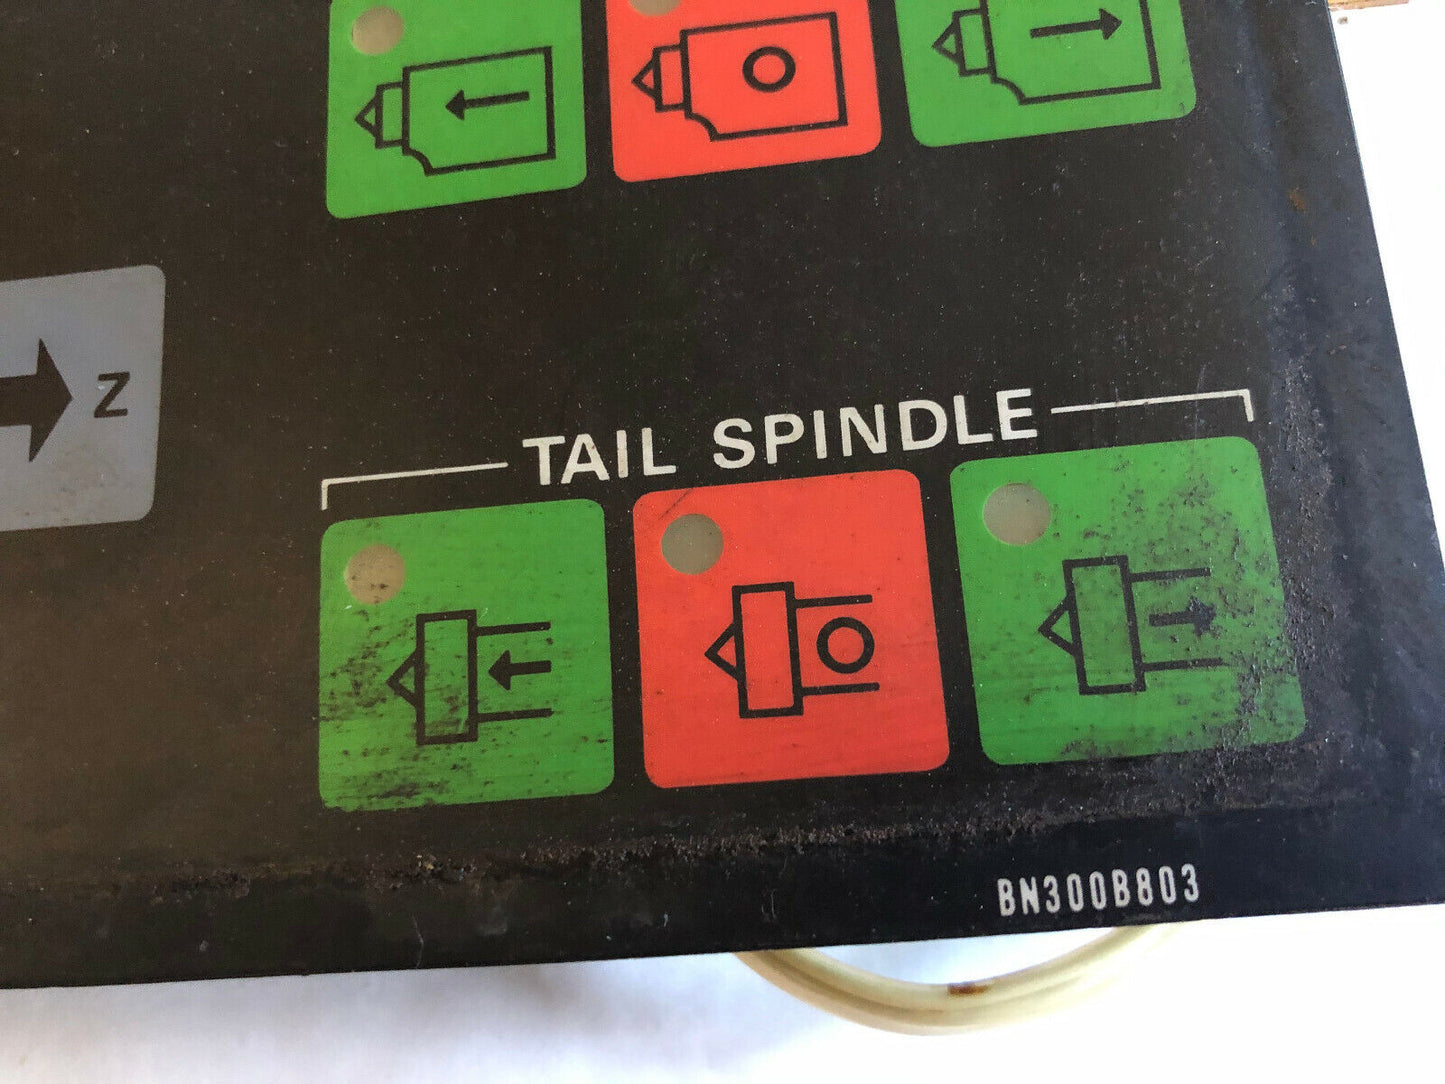 Z
TAIL SPINDLE
BN300B803